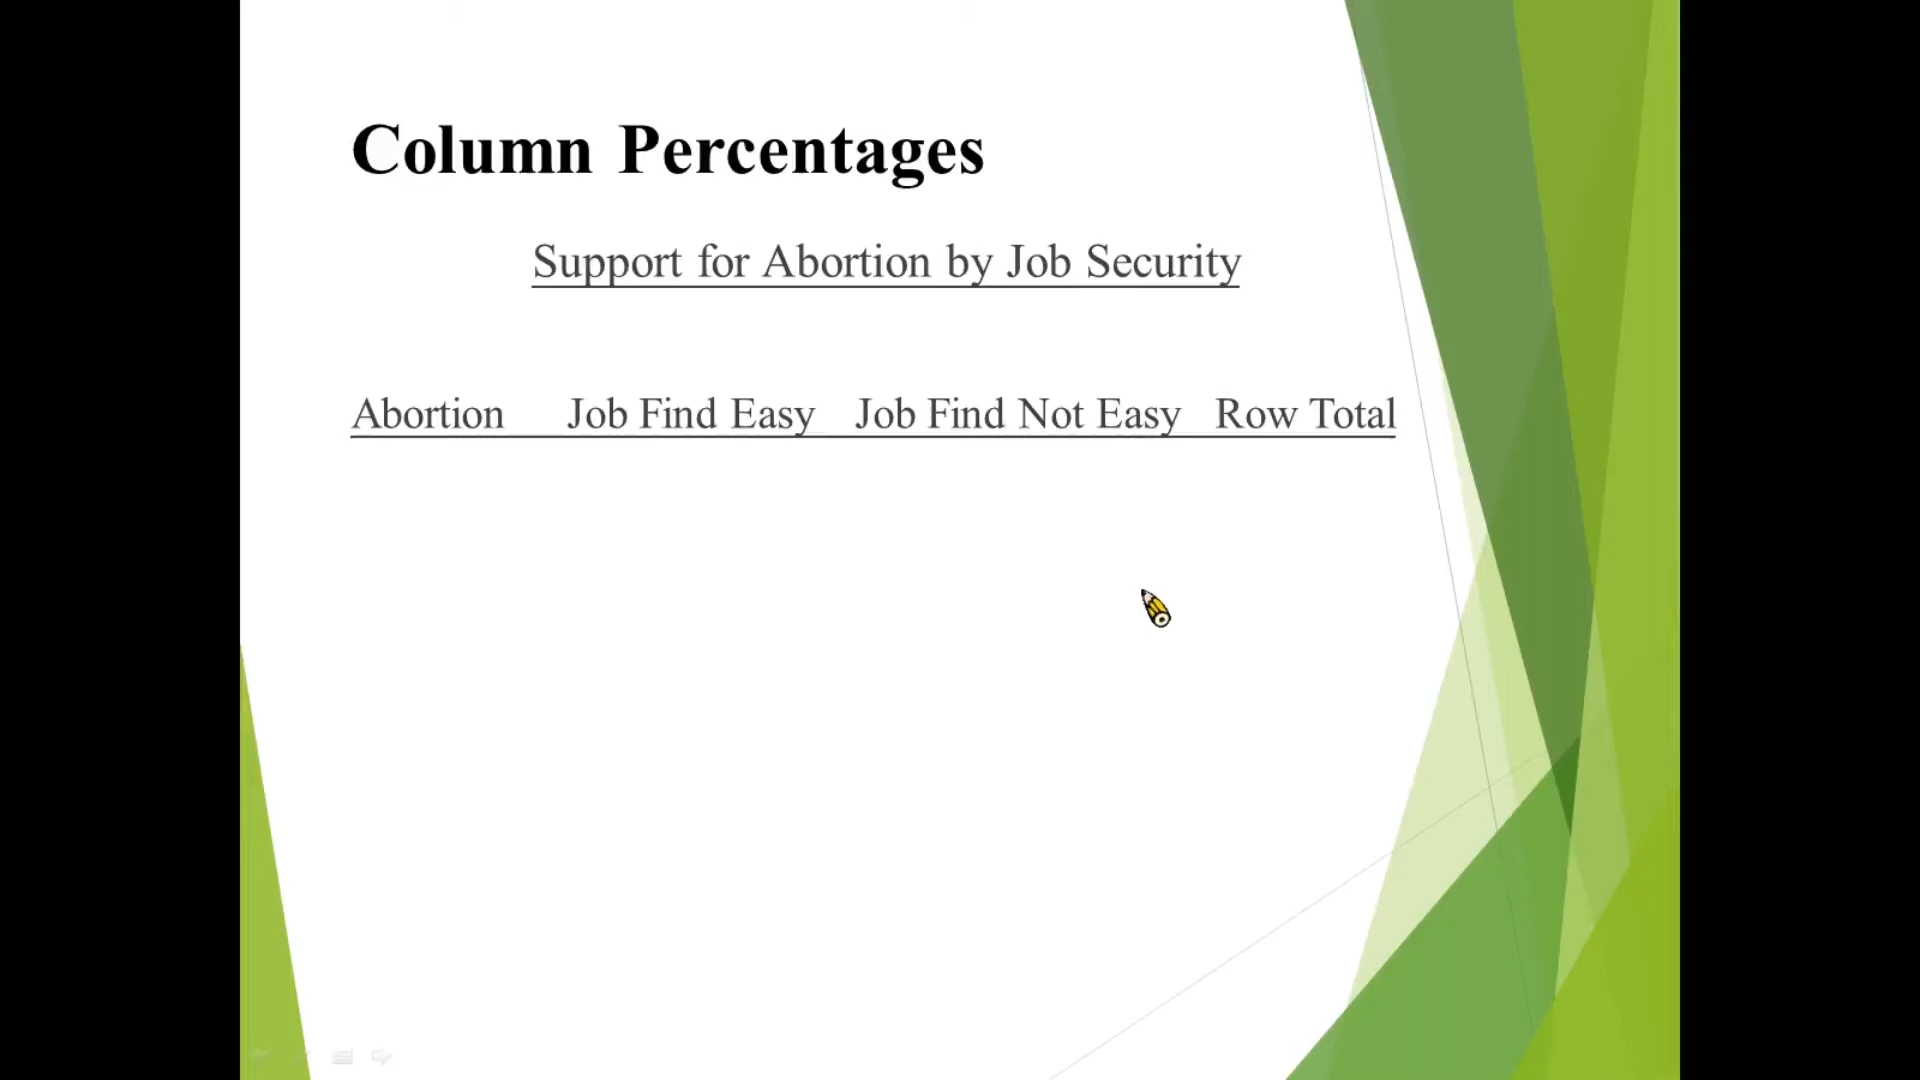 Column Percentages
Support for Abortion by Job Security
Abortion Job Find Easy Job Find Not Easy Row Total